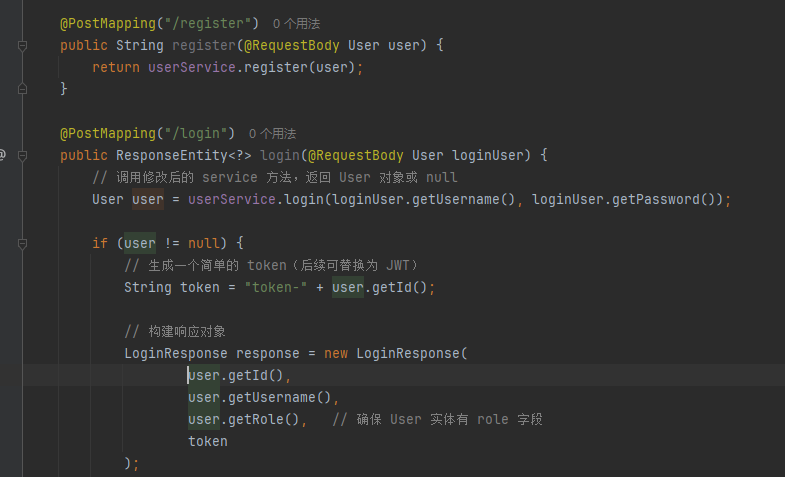 @PostMapping("/register") 0 个用法
public String register(@RequestBody User user) {
return userService.register(user);
}
@PostMapping("/login") 0 个用法
@
public ResponseEntity<?> login(@RequestBody User loginUser) {
// 调用修改后的 service 方法，返回 User 对象或 null
User user = userService.login(loginUser.getUsername(), loginUser.getPassword());
if (user != null) {
// 生成一个简单的 token（后续可替换为 JWT）
String token = "token-" + user.getId();
// 构建响应对象
LoginResponse response = new LoginResponse(
user.getId(),
user.getUsername(),
user.getRole(), // 确保 User 实体有 role 字段
token
);